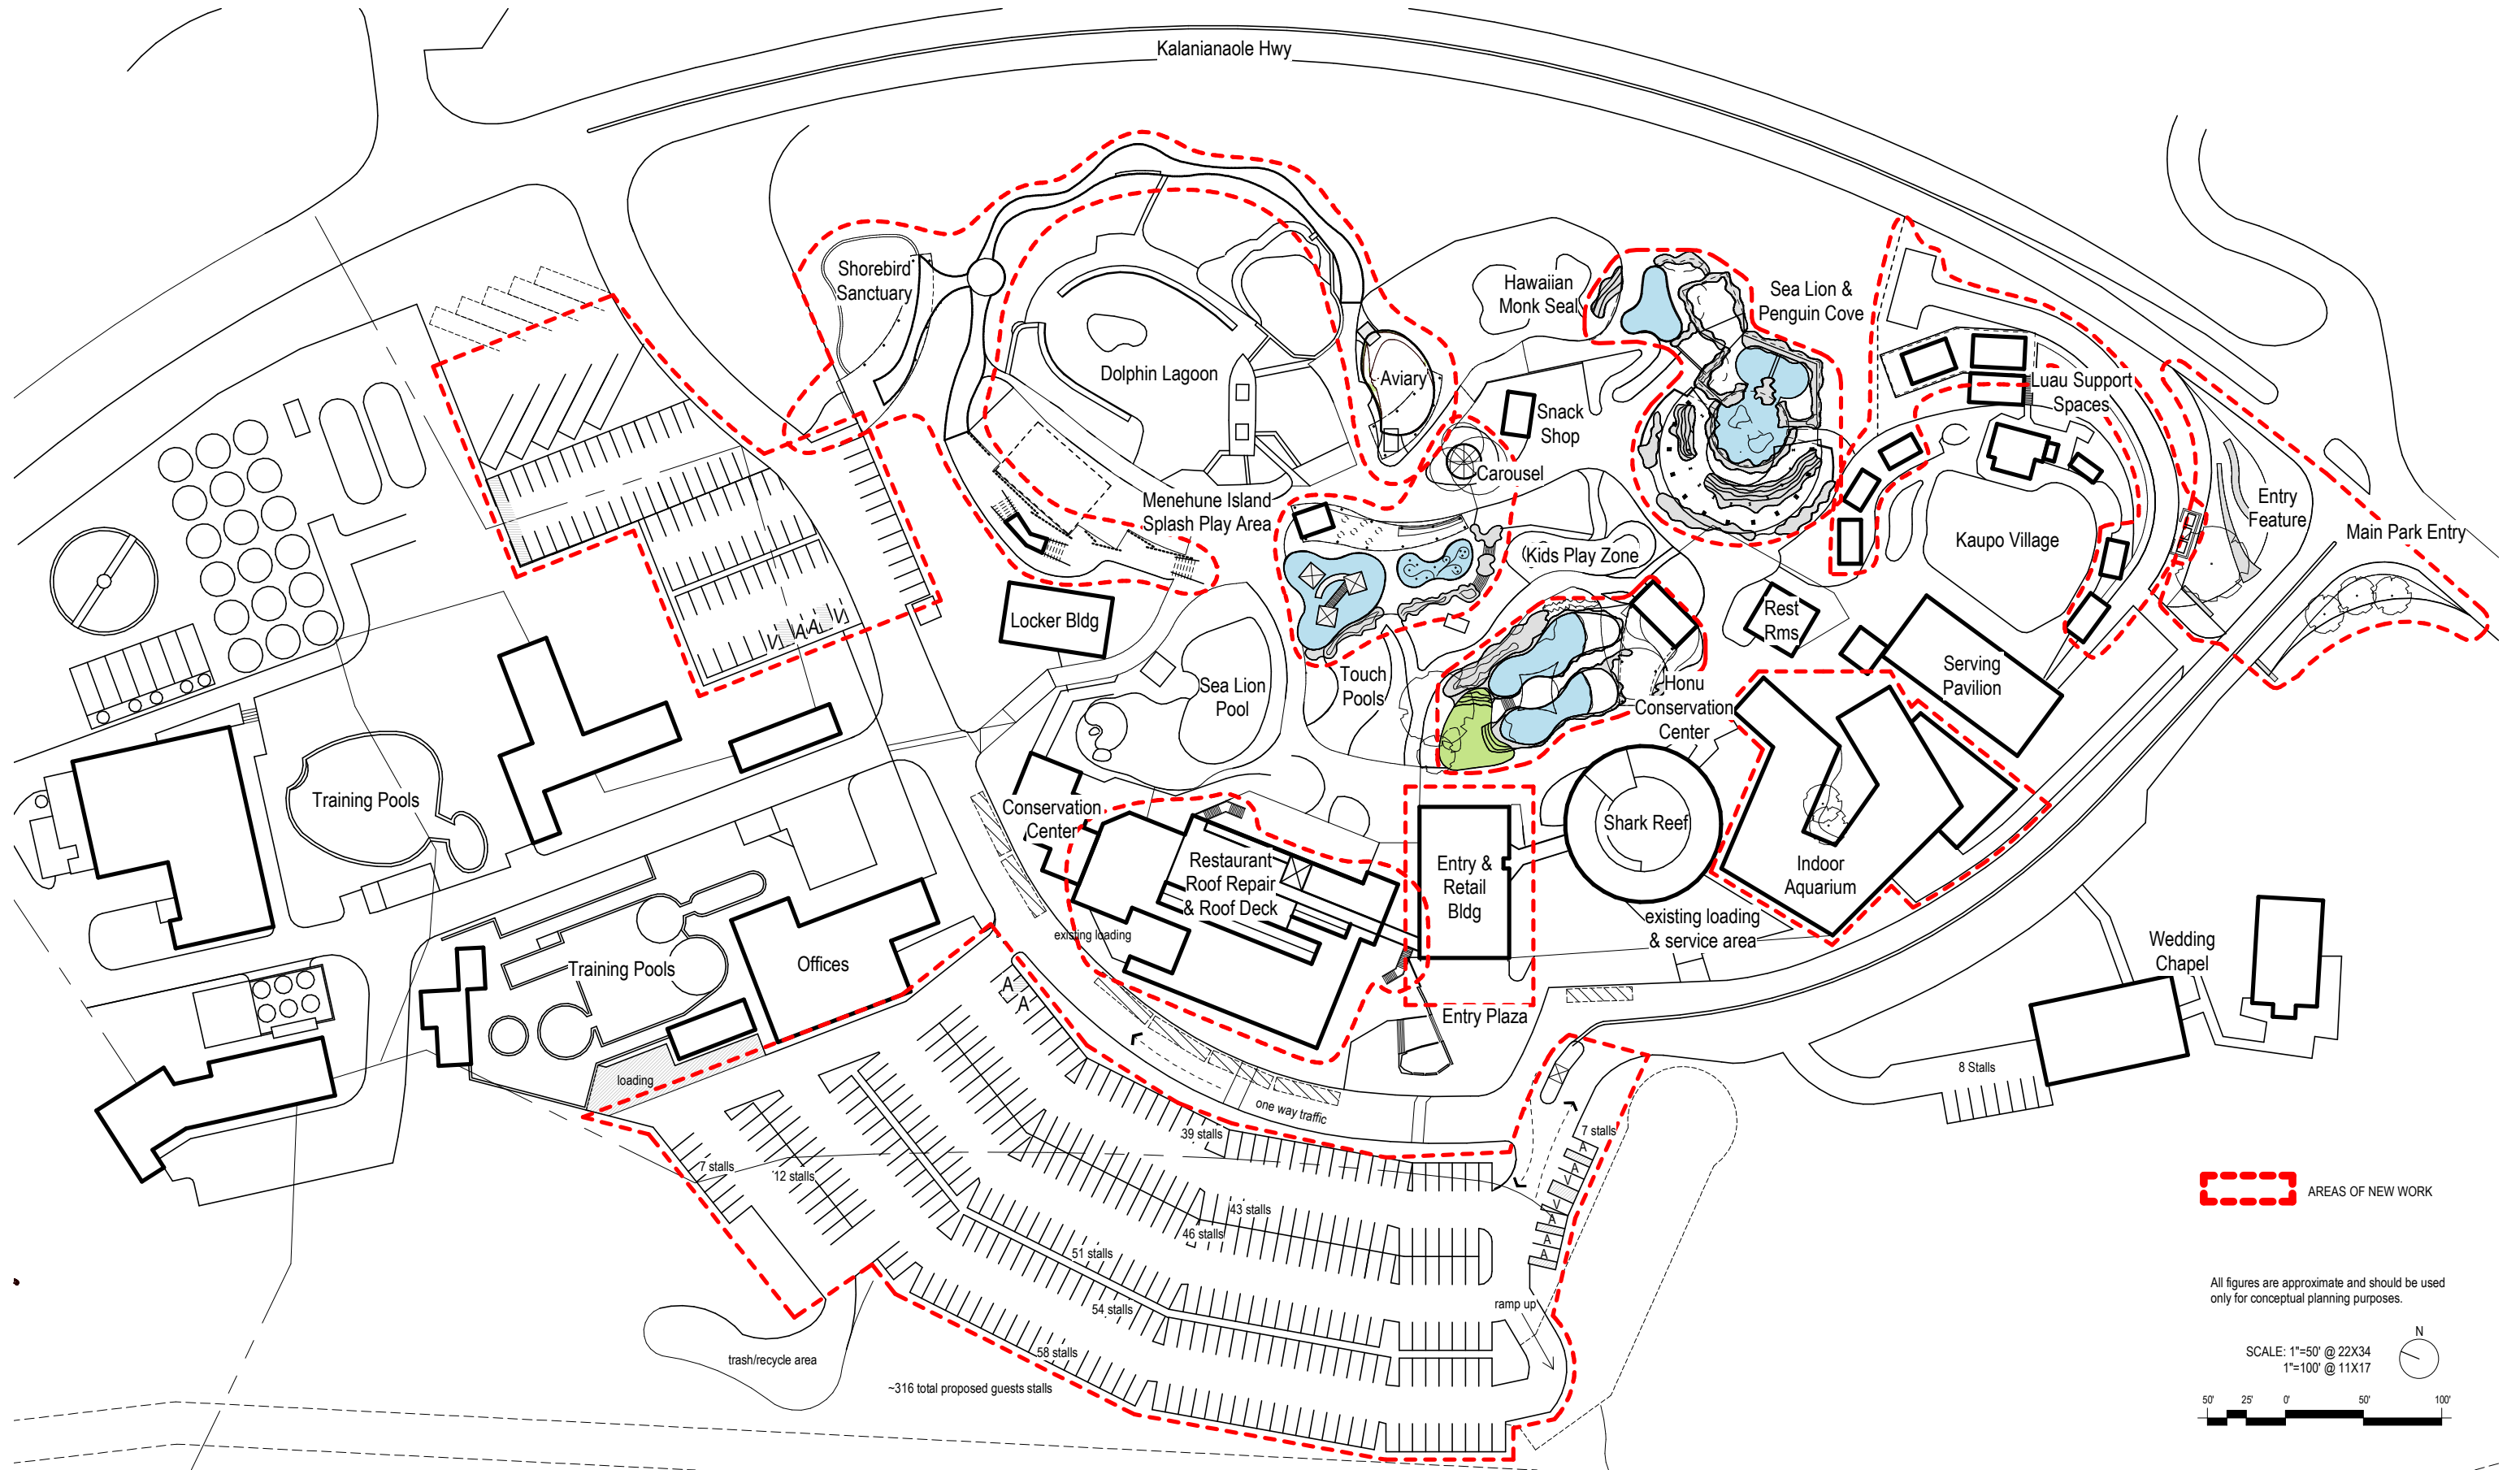 Kalanianaole Hwy
Shorebird
Sanctuary
Dolphin Lagoon
Aviary
Hawaiian
Monk Seal
Sea Lion &
Penguin Cove
Snack
Shop
Carousel
Luau Support
Spaces
Entry
Feature
Main Park Entry
Menehune Island
Splash Play Area
Kids Play Zone
Kaupo Village
Locker Bldg
Rest
Rms
Sea Lion
Pool
Touch
Pools
Honu
Conservation
Center
Serving
Pavilion
Training Pools
Conservation
Center
Restaurant
Roof Repair
& Roof Deck
Entry &
Retail
Bldg
Shark Reef
Indoor
Aquarium
existing loading
existing loading
& service area
Training Pools
Offices
Wedding
Chapel
Entry Plaza
loading
A
A
A
A
one way traffic
8 Stalls
7 stalls
12 stalls
39 stalls
7 stalls
A
A
V
V
A
A
A
43 stalls
46 stalls
51 stalls
54 stalls
58 stalls
ramp up
trash/recycle area
~316 total proposed guests stalls
AREAS OF NEW WORK
All figures are approximate and should be used
only for conceptual planning purposes.
N
SCALE: 1"=50' @ 22X34
1"=100' @ 11X17
50' 25' 0' 50' 100'